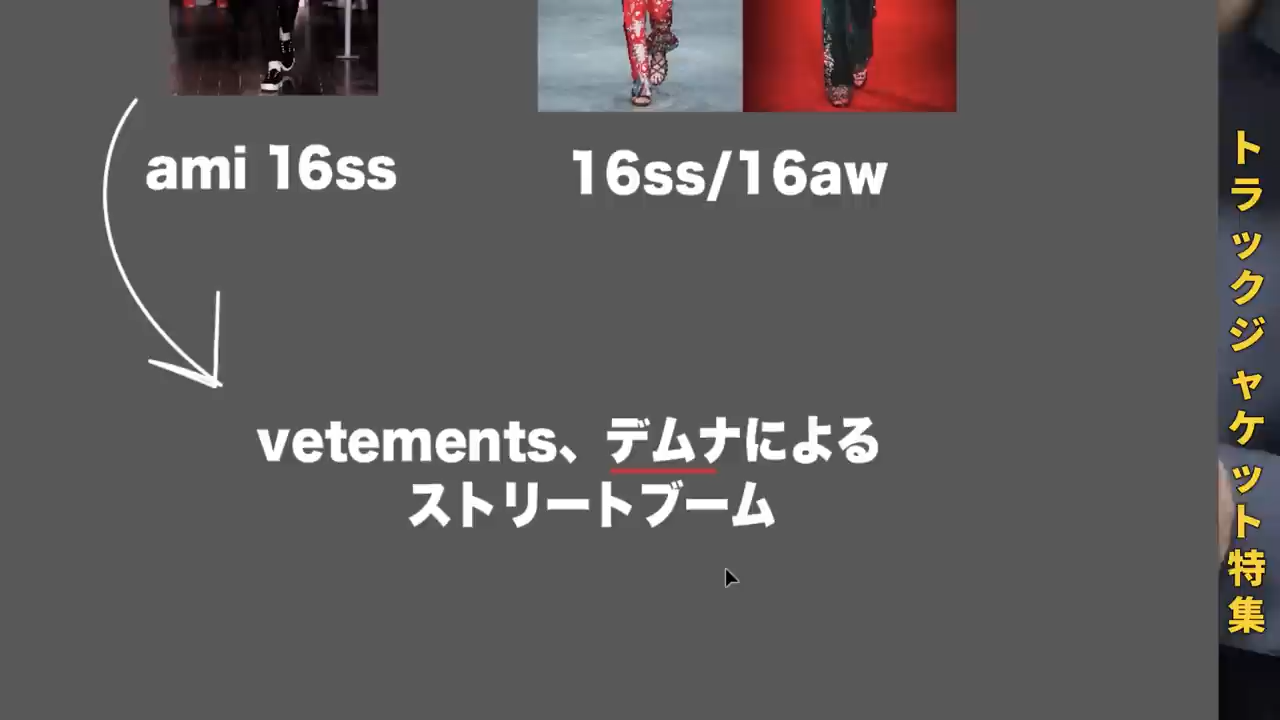 ami 16ss
16ss/16aw
vetements、デムナによる
ストリートブーム
トラックジャケット特集